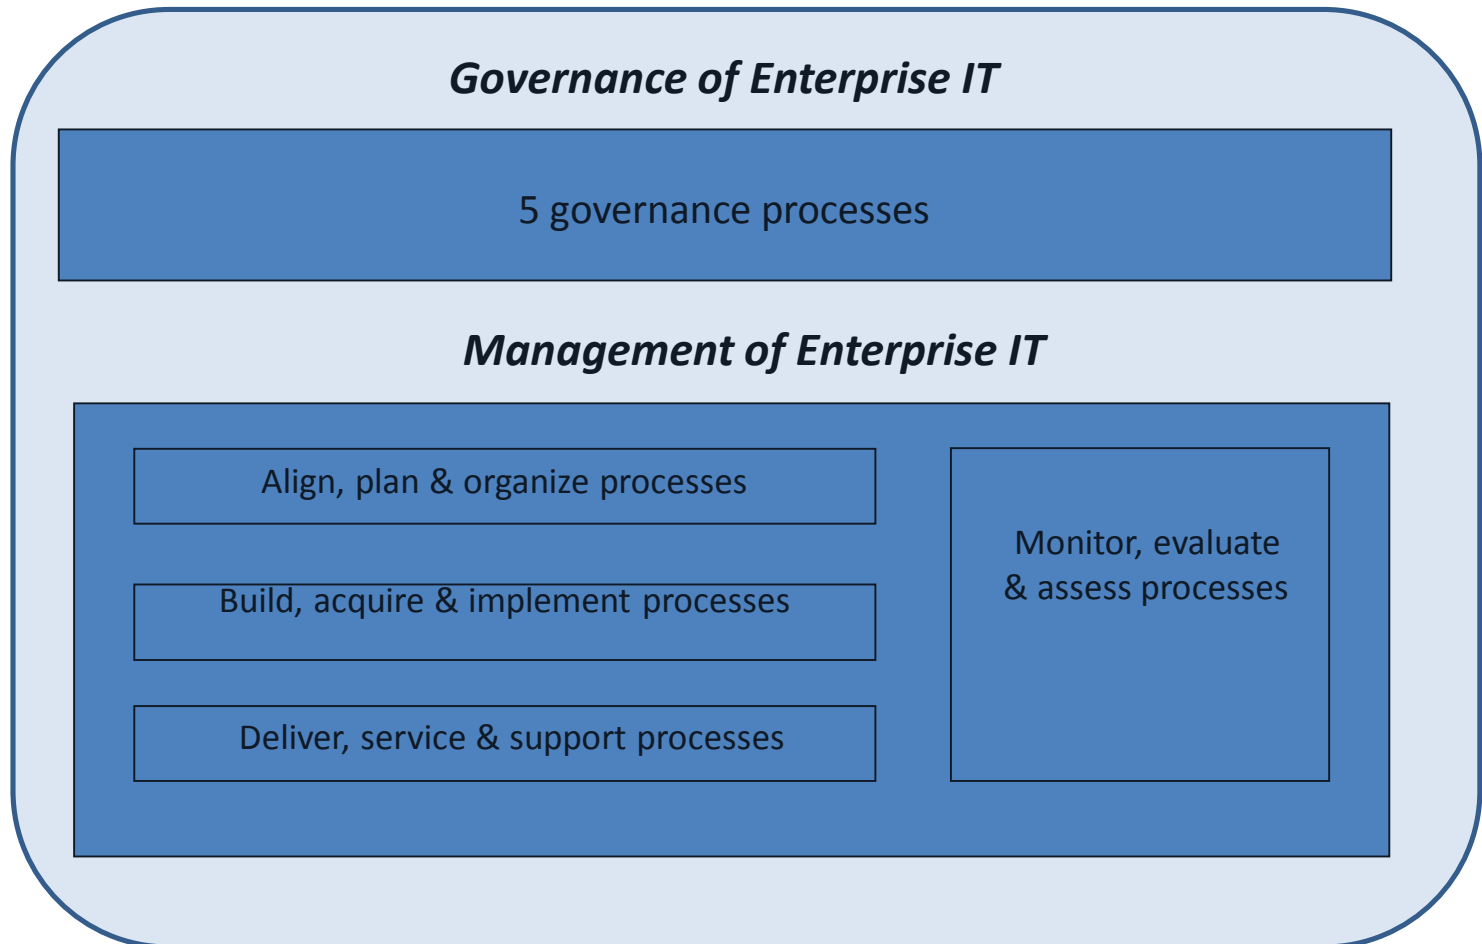 Governance of Enterprise IT
5 governance processes
Management of Enterprise IT
Align, plan & organize processes
Build, acquire & implement processes
Deliver, service & support processes
Monitor, evaluate
& assess processes